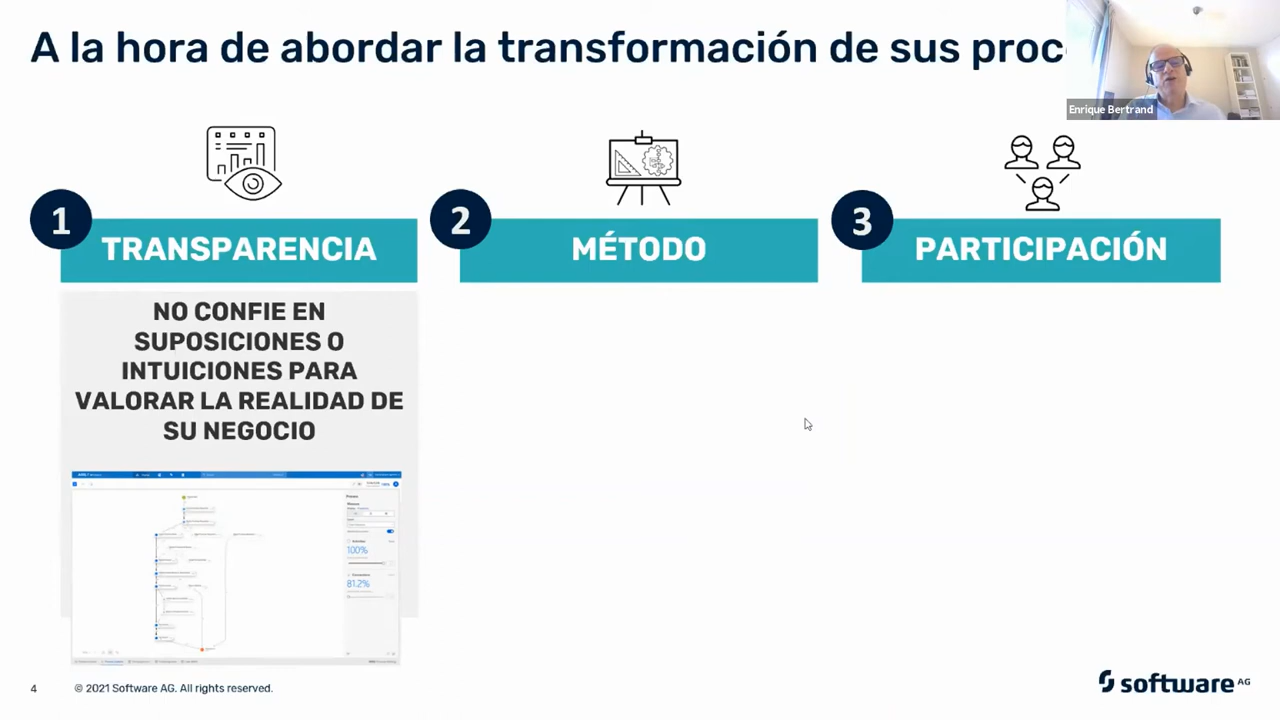 A la hora de abordar la transformación de sus proc
Enrique Bertrand
1
TRANSPARENCIA
2
MÉTODO
3
PARTICIPACIÓN
NO CONFIE EN
SUPOSICIONES O
INTUICIONES PARA
VALORAR LA REALIDAD DE
SU NEGOCIO
100%
81.2%
4
© 2021 Software AG. All rights reserved.
software AG